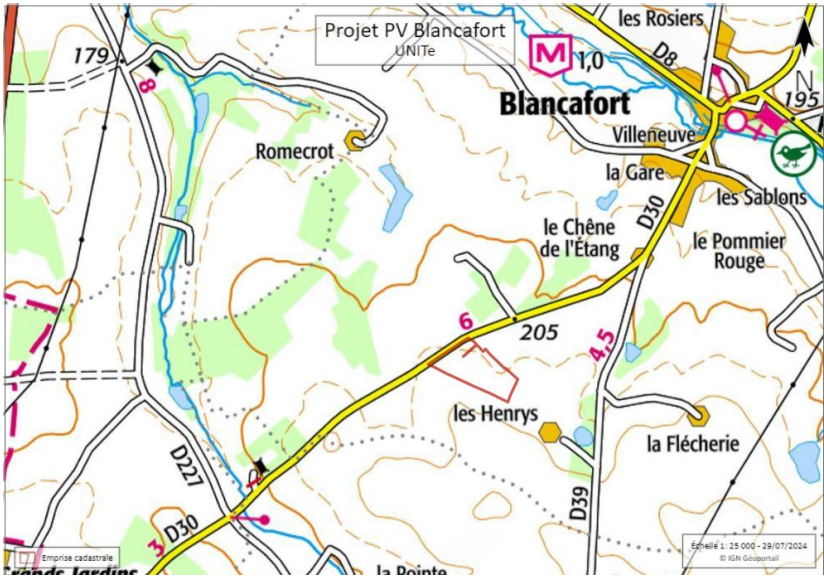 Projet PV Blancafort
UNITe
les Rosiers
D8
179
8
M 1,0
N
195
Blancafort
Villeneuve
Romecrot
la Gare
les Sablons
D30
le Chêne
de l'Étang
le Pommier
Rouge
6
205
4,5
les Henrys
la Flécherie
D227
D39
D30
3
Emprise cadastrale
Grands Jardins
la Pointe
Échelle 1: 25 000 - 29/07/2024
© IGN Géoportail